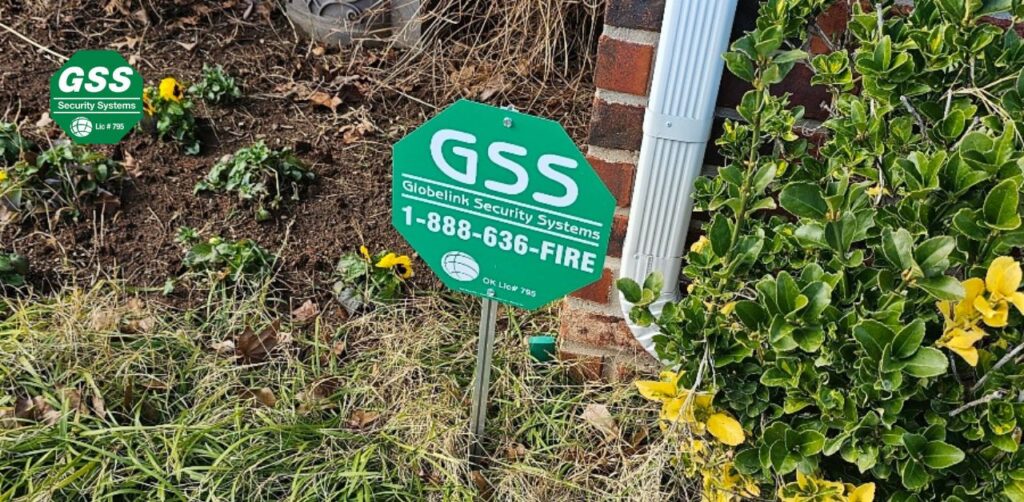 GSS
Security Systems
Lic # 795
GSS
Globelink Security Systems
1-888-636-FIRE
OK Lic# 795